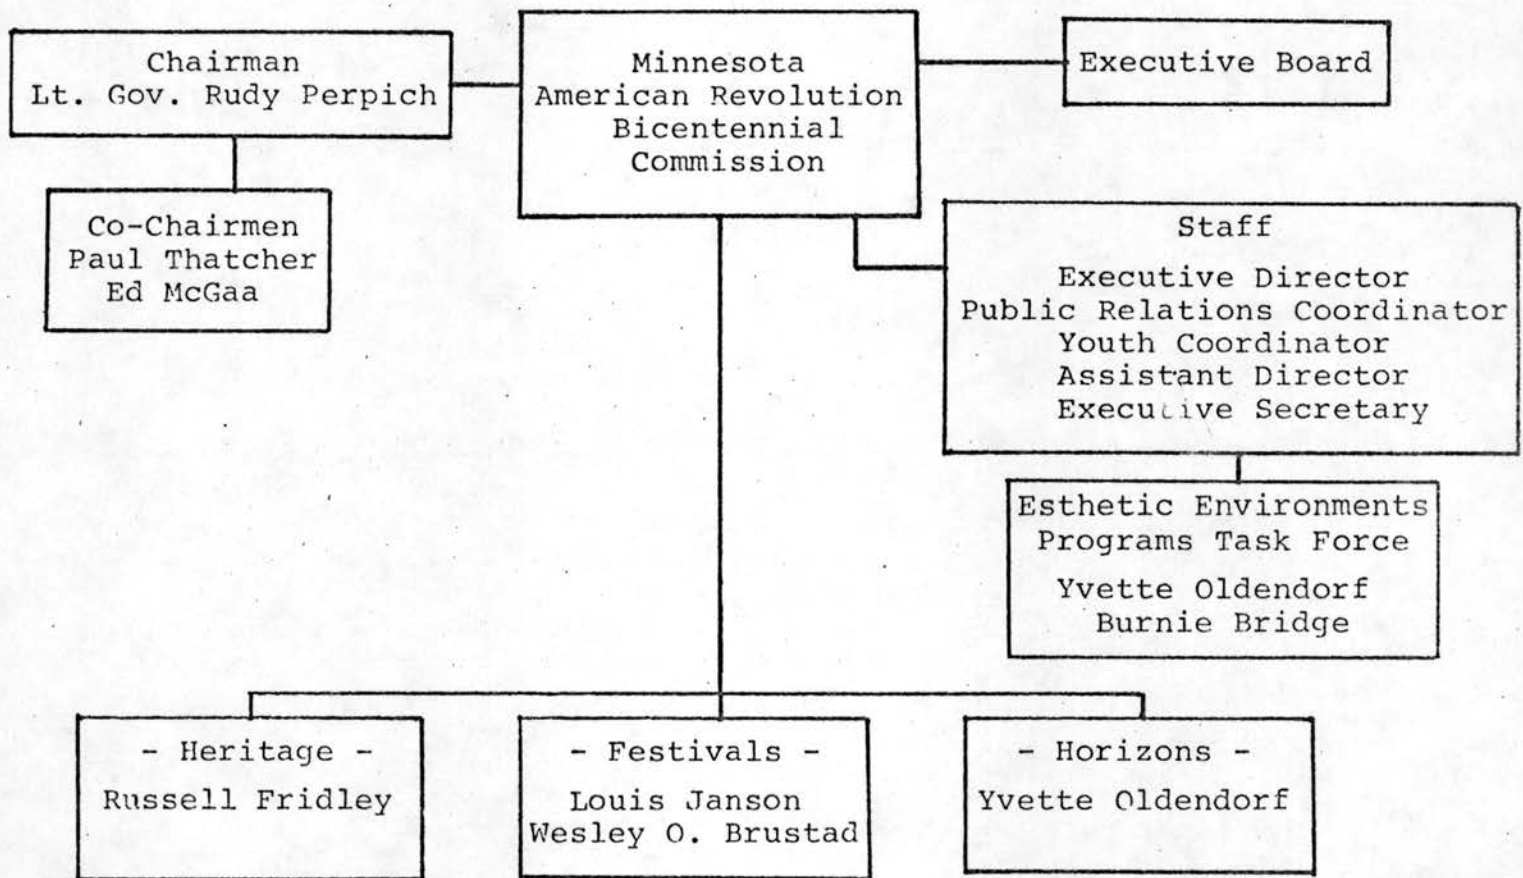 Chairman
Lt. Gov. Rudy Perpich
Minnesota
American Revolution
Bicentennial
Commission
Executive Board
Co-Chairmen
Paul Thatcher
Ed McGaa
Staff
Executive Director
Public Relations Coordinator
Youth Coordinator
Assistant Director
Executive Secretary
Esthetic Environments
Programs Task Force
Yvette Oldendorf
Burnie Bridge
- Heritage -
Russell Fridley
- Festivals -
Louis Janson
Wesley O. Brustad
- Horizons -
Yvette Oldendorf